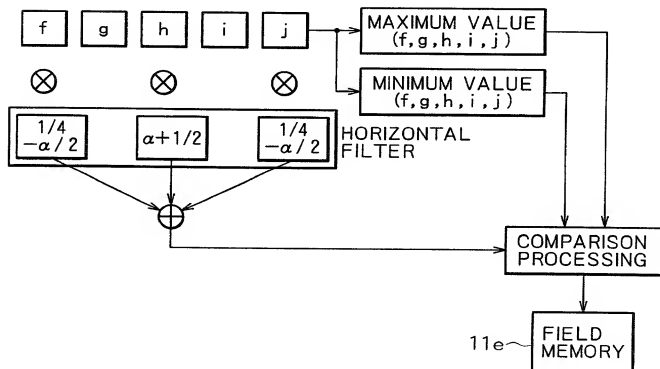 f g h i j
MAXIMUM VALUE
(f,g,h,i,j)
MINIMUM VALUE
(f,g,h,i,j)
1/4
-α/2
α+1/2
1/4
-α/2
HORIZONTAL
FILTER
COMPARISON
PROCESSING
11e
FIELD
MEMORY